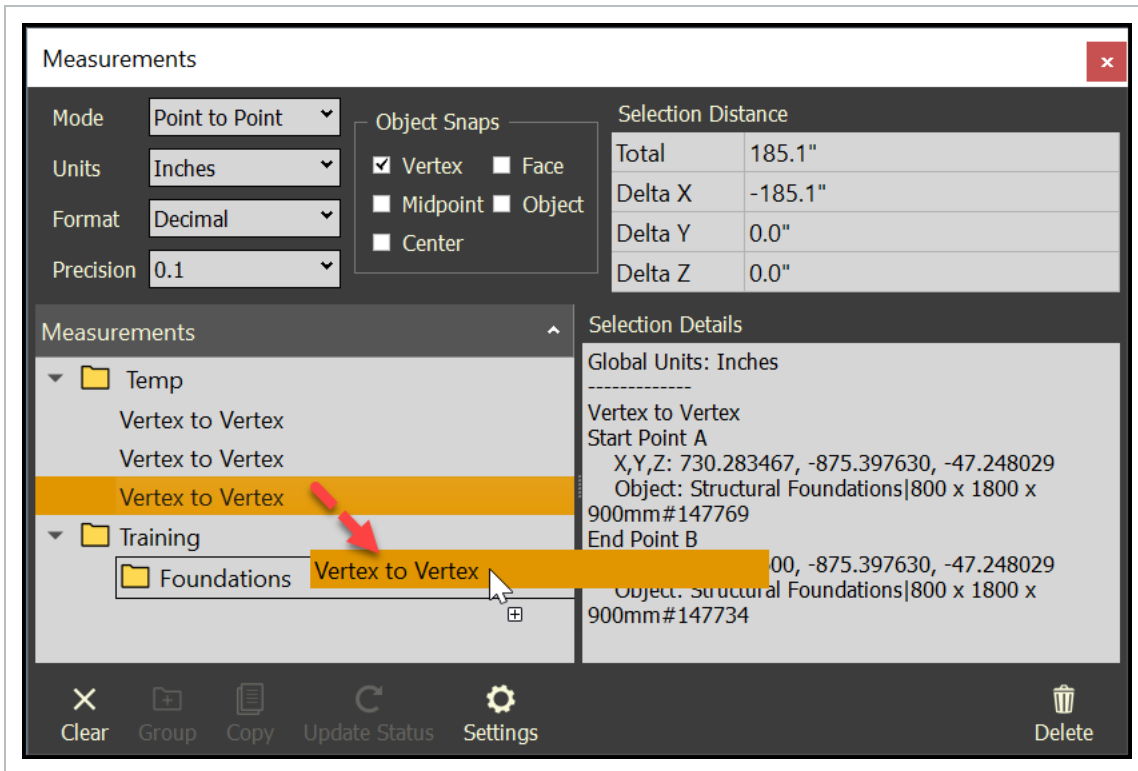 Measurements
x
Mode Point to Point
Units Inches
Format Decimal
Precision 0.1
Object Snaps
Vertex Face
Midpoint Object
Center
Selection Distance
Total 185.1"
Delta X -185.1"
Delta Y 0.0"
Delta Z 0.0"
Measurements
Temp
Vertex to Vertex
Vertex to Vertex
Vertex to Vertex
Training
Foundations
Vertex to Vertex
Selection Details
Global Units: Inches
-------------
Vertex to Vertex
Start Point A
X,Y,Z: 730.283467, -875.397630, -47.248029
Object: Structural Foundations|800 x 1800 x
900mm#147769
End Point B
00, -875.397630, -47.248029
Object: Structural Foundations|800 x 1800 x
900mm#147734
Clear Group Copy Update Status Settings Delete